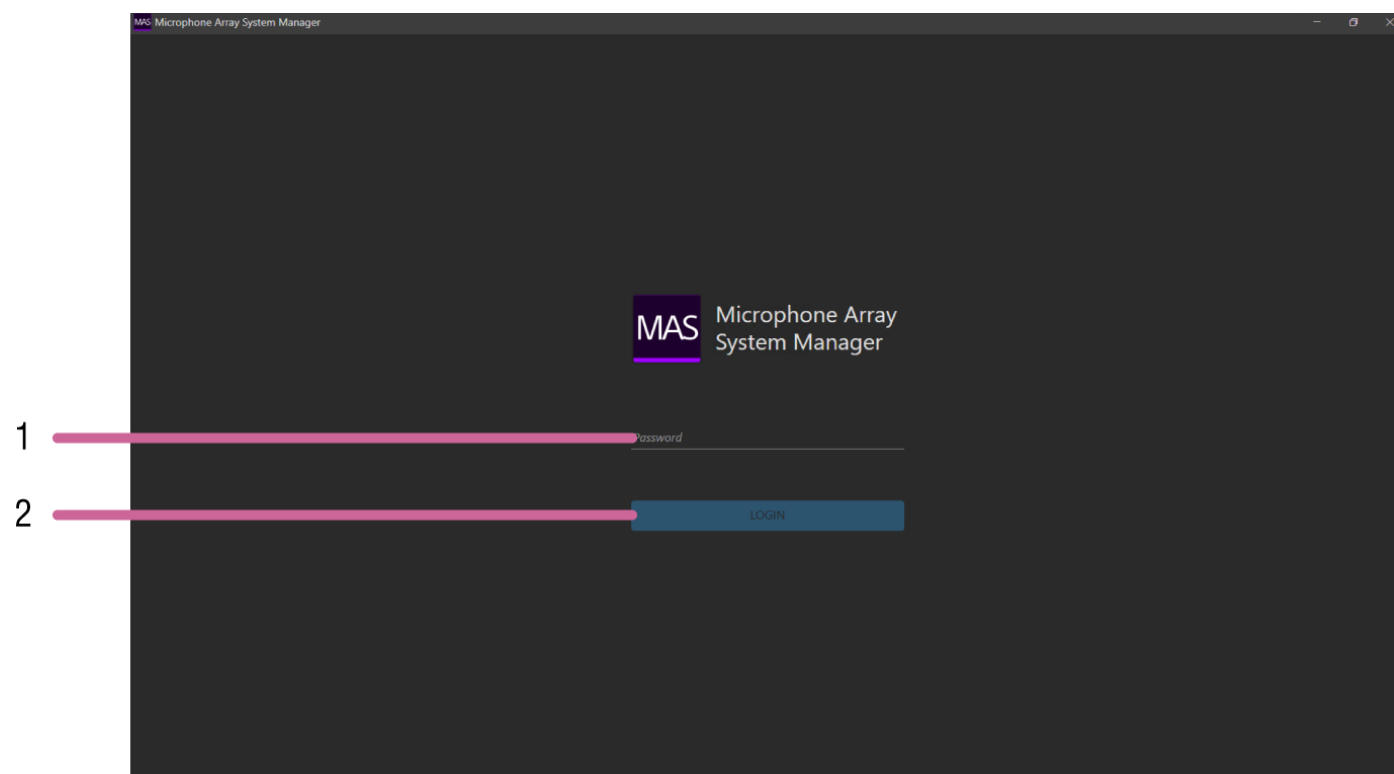 MAS Microphone Array System Manager
MAS
Microphone Array
System Manager
1
Password
2
LOGIN